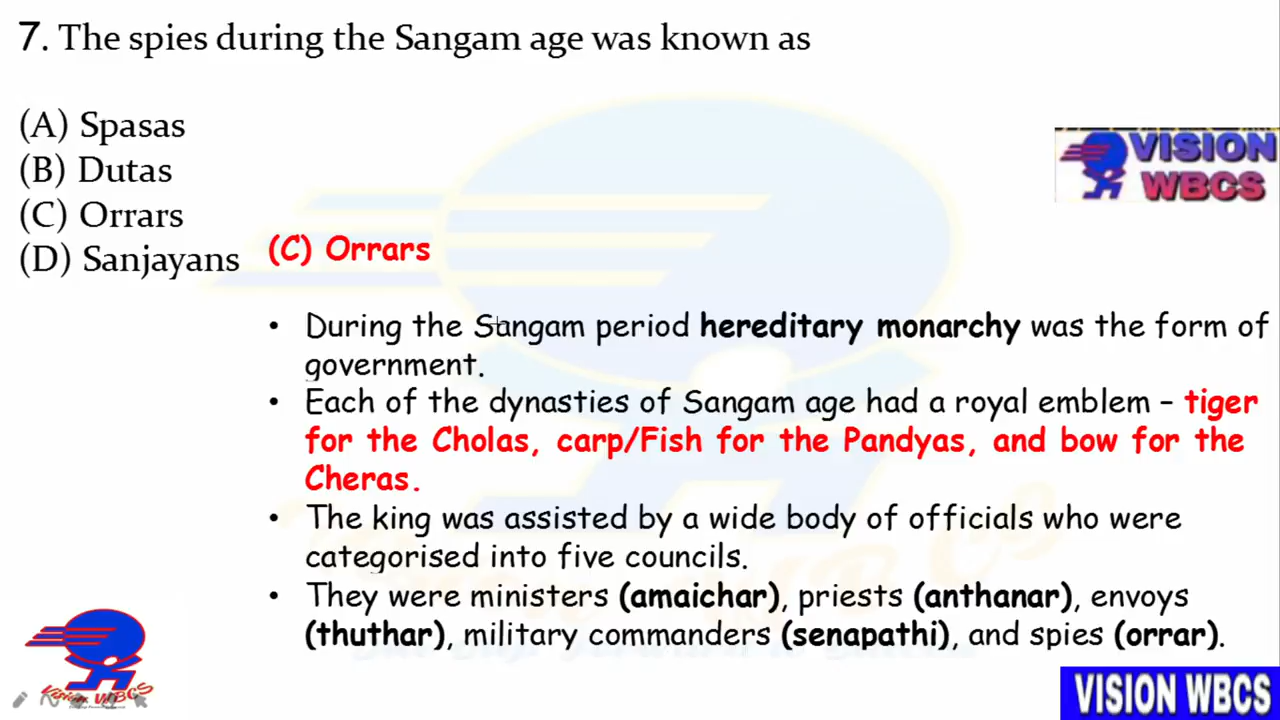 7. The spies during the Sangam age was known as
(A) Spasas
(B) Dutas
(C) Orrars
(D) Sanjayans
VISION
WBCS
(C) Orrars
• During the Sangam period hereditary monarchy was the form of
government.
• Each of the dynasties of Sangam age had a royal emblem – tiger
for the Cholas, carp/Fish for the Pandyas, and bow for the
Cheras.
• The king was assisted by a wide body of officials who were
categorised into five councils.
• They were ministers (amaichar), priests (anthanar), envoys
(thuthar), military commanders (senapathi), and spies (orrar).
Vision WBCS
VISION WBCS